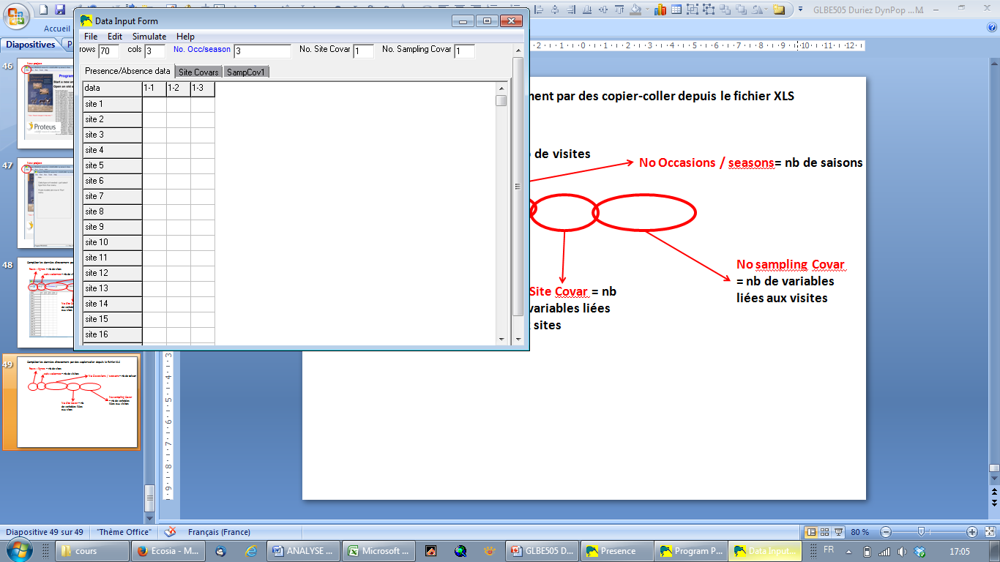 GLBE505 Duriez DynPop ...M.
Accueil
Diapositives
P
Data Input Form
File Edit Simulate Help
rows 70 cols 3 No. Occ/season 3 No. Site Covar 1 No. Sampling Covar 1
Presence/Absence data Site Covars SampCov1
data 1-1 1-2 1-3
site 1
site 2
site 3
site 4
site 5
site 6
site 7
site 8
site 9
site 10
site 11
site 12
site 13
site 14
site 15
site 16
46
Proteus
47
48
49
ment par des copier-coller depuis le fichier XLS
de visites
No Occasions / seasons= nb de saisons
Site Covar = nb
variables liées
sites
No sampling Covar
= nb de variables
liées aux visites
Diapositive 49 sur 49 "Thème Office" Français (France) 80 %
cours Ecosia - M... ANALYSE ... Microsoft ... GLBE505 D... Presence Program P... Data Input... FR 17:05